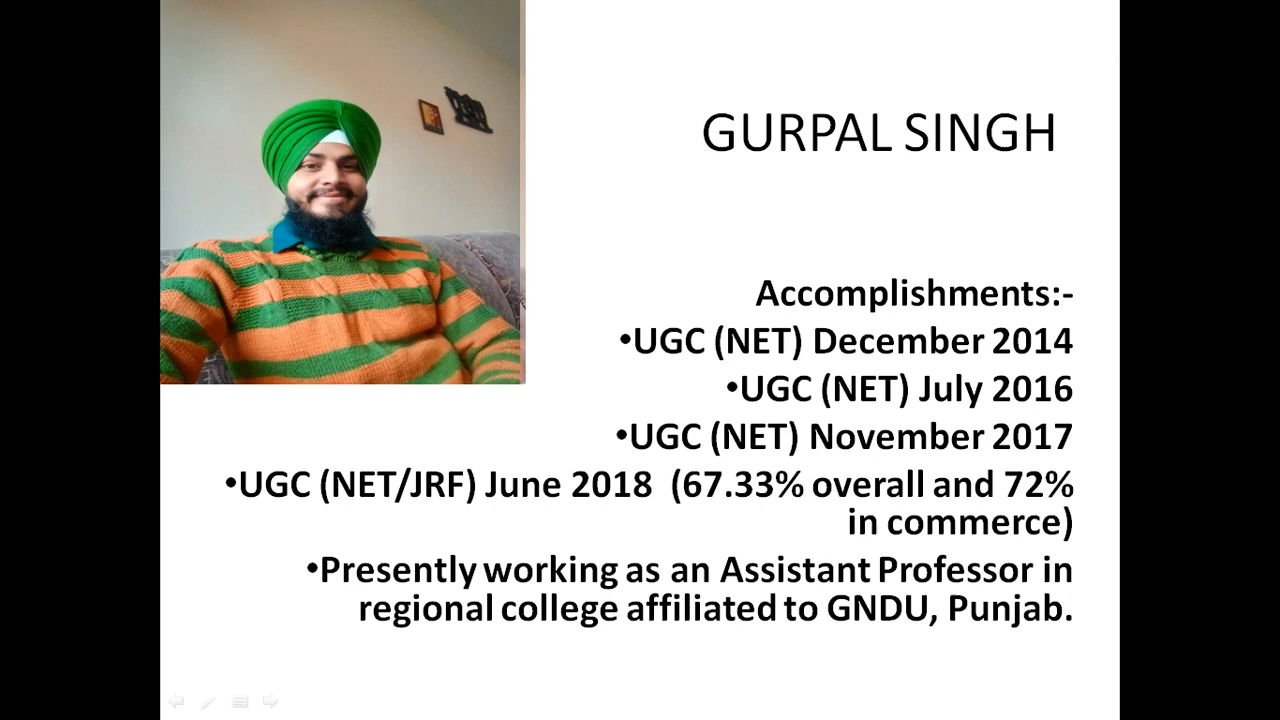 GURPAL SINGH
Accomplishments:-
•UGC (NET) December 2014
•UGC (NET) July 2016
•UGC (NET) November 2017
•UGC (NET/JRF) June 2018 (67.33% overall and 72%
in commerce)
•Presently working as an Assistant Professor in
regional college affiliated to GNDU, Punjab.